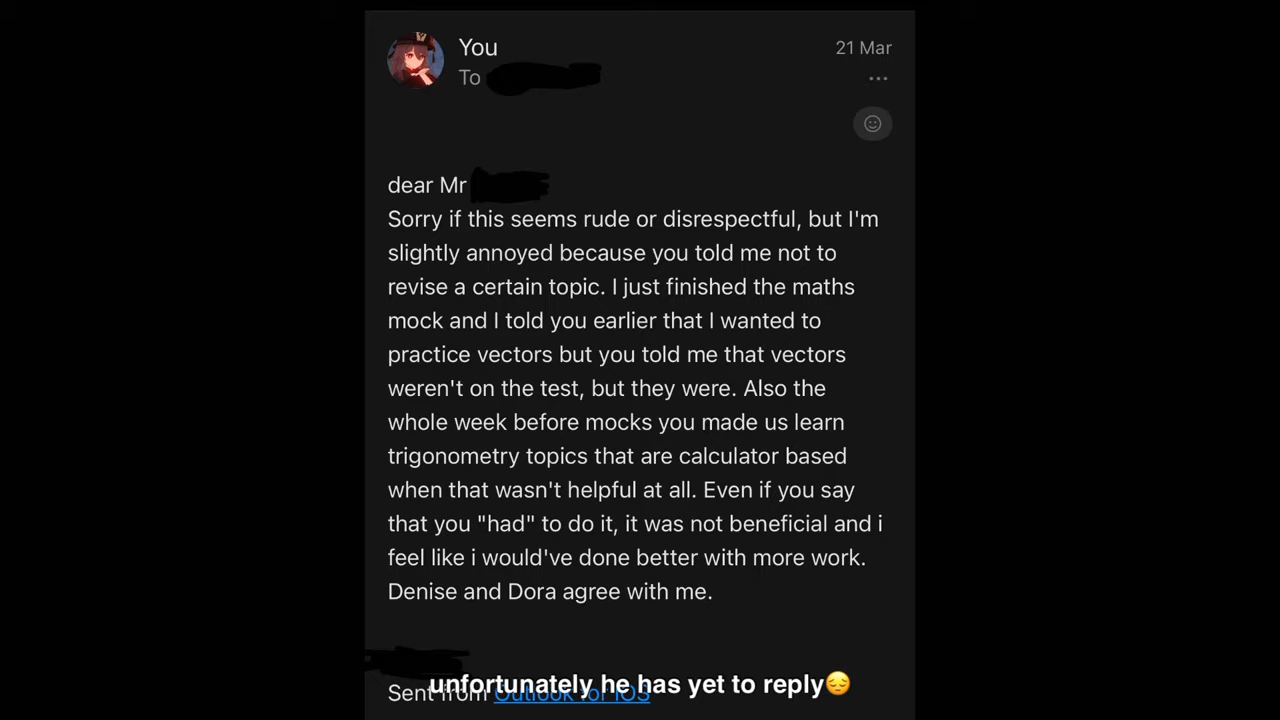 You
21 Mar
To
dear Mr
Sorry if this seems rude or disrespectful, but I'm
slightly annoyed because you told me not to
revise a certain topic. I just finished the maths
mock and I told you earlier that I wanted to
practice vectors but you told me that vectors
weren't on the test, but they were. Also the
whole week before mocks you made us learn
trigonometry topics that are calculator based
when that wasn't helpful at all. Even if you say
that you "had" to do it, it was not beneficial and i
feel like i would've done better with more work.
Denise and Dora agree with me.
unfortunately he has yet to reply😔
Sent from Outlook for iOS